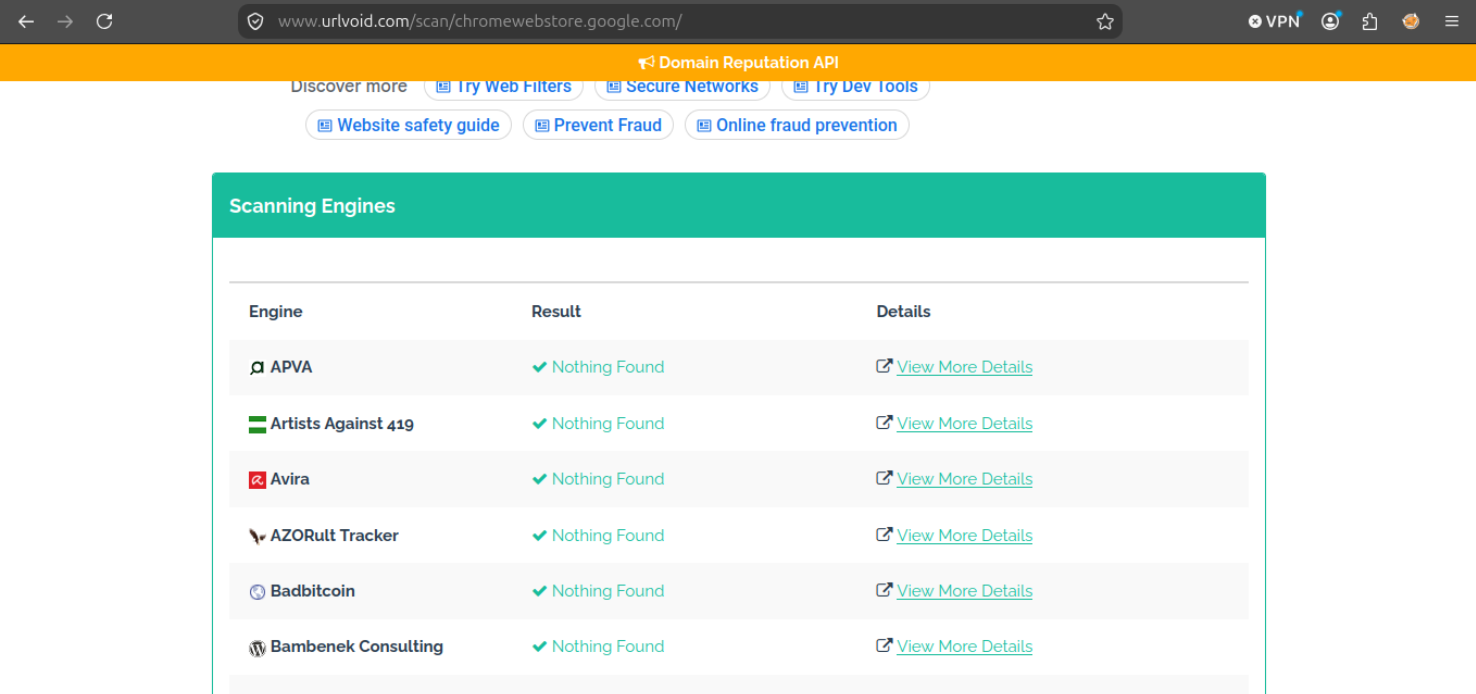 www.urlvoid.com/scan/chromewebstore.google.com/
VPN
Domain Reputation API
Discover more Try Web Filters Secure Networks Try Dev Tools
Website safety guide Prevent Fraud Online fraud prevention
Scanning Engines
Engine Result Details
APVA Nothing Found View More Details
Artists Against 419 Nothing Found View More Details
Avira Nothing Found View More Details
AZORult Tracker Nothing Found View More Details
Badbitcoin Nothing Found View More Details
Bambenek Consulting Nothing Found View More Details